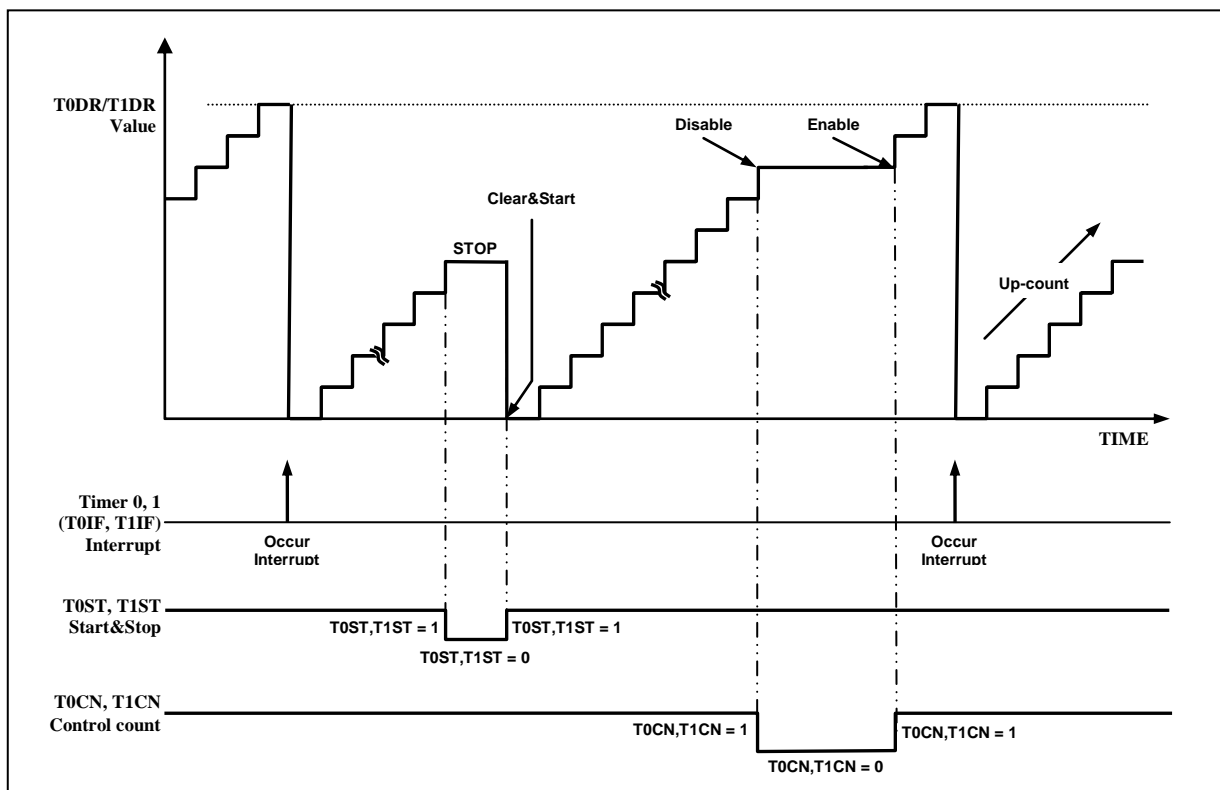 T0DR/T1DR
Value
Disable
Enable
Clear&Start
STOP
Up-count
TIME
Timer 0, 1
(T0IF, T1IF)
Interrupt
Occur
Interrupt
Occur
Interrupt
T0ST, T1ST
Start&Stop
T0ST,T1ST = 1
T0ST,T1ST = 1
T0ST,T1ST = 0
T0CN, T1CN
Control count
T0CN,T1CN = 1
T0CN,T1CN = 1
T0CN,T1CN = 0